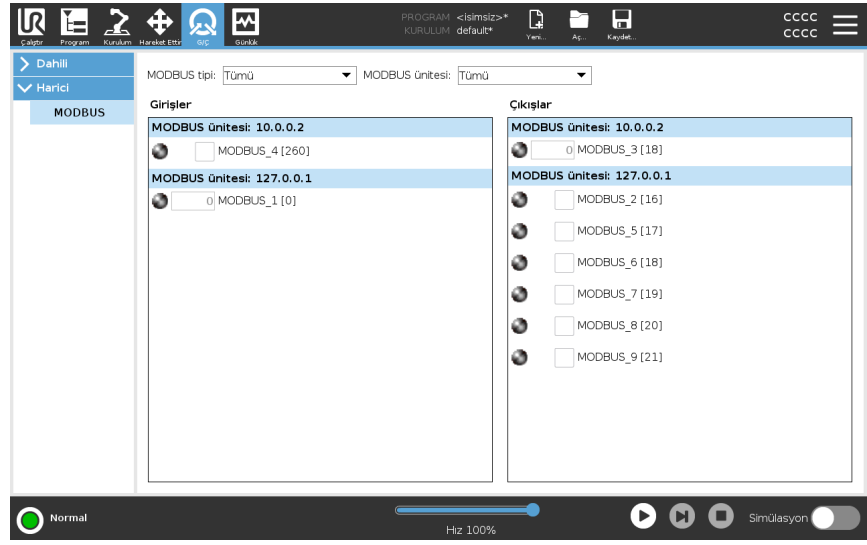 PROGRAM <isimsiz>*
KURULUM default*
cccc
cccc
Çalıştır Program Kurulum Hareket Ettir G/Ç Günlük Yeni... Aç... Kaydet...
Dahili
Harici
MODBUS
MODBUS tipi: Tümü MODBUS ünitesi: Tümü
Girişler
MODBUS ünitesi: 10.0.0.2
MODBUS_4 [260]
MODBUS ünitesi: 127.0.0.1
0 MODBUS_1 [0]
Çıkışlar
MODBUS ünitesi: 10.0.0.2
0 MODBUS_3 [18]
MODBUS ünitesi: 127.0.0.1
MODBUS_2 [16]
MODBUS_5 [17]
MODBUS_6 [18]
MODBUS_7 [19]
MODBUS_8 [20]
MODBUS_9 [21]
Normal
Hız 100%
Simülasyon